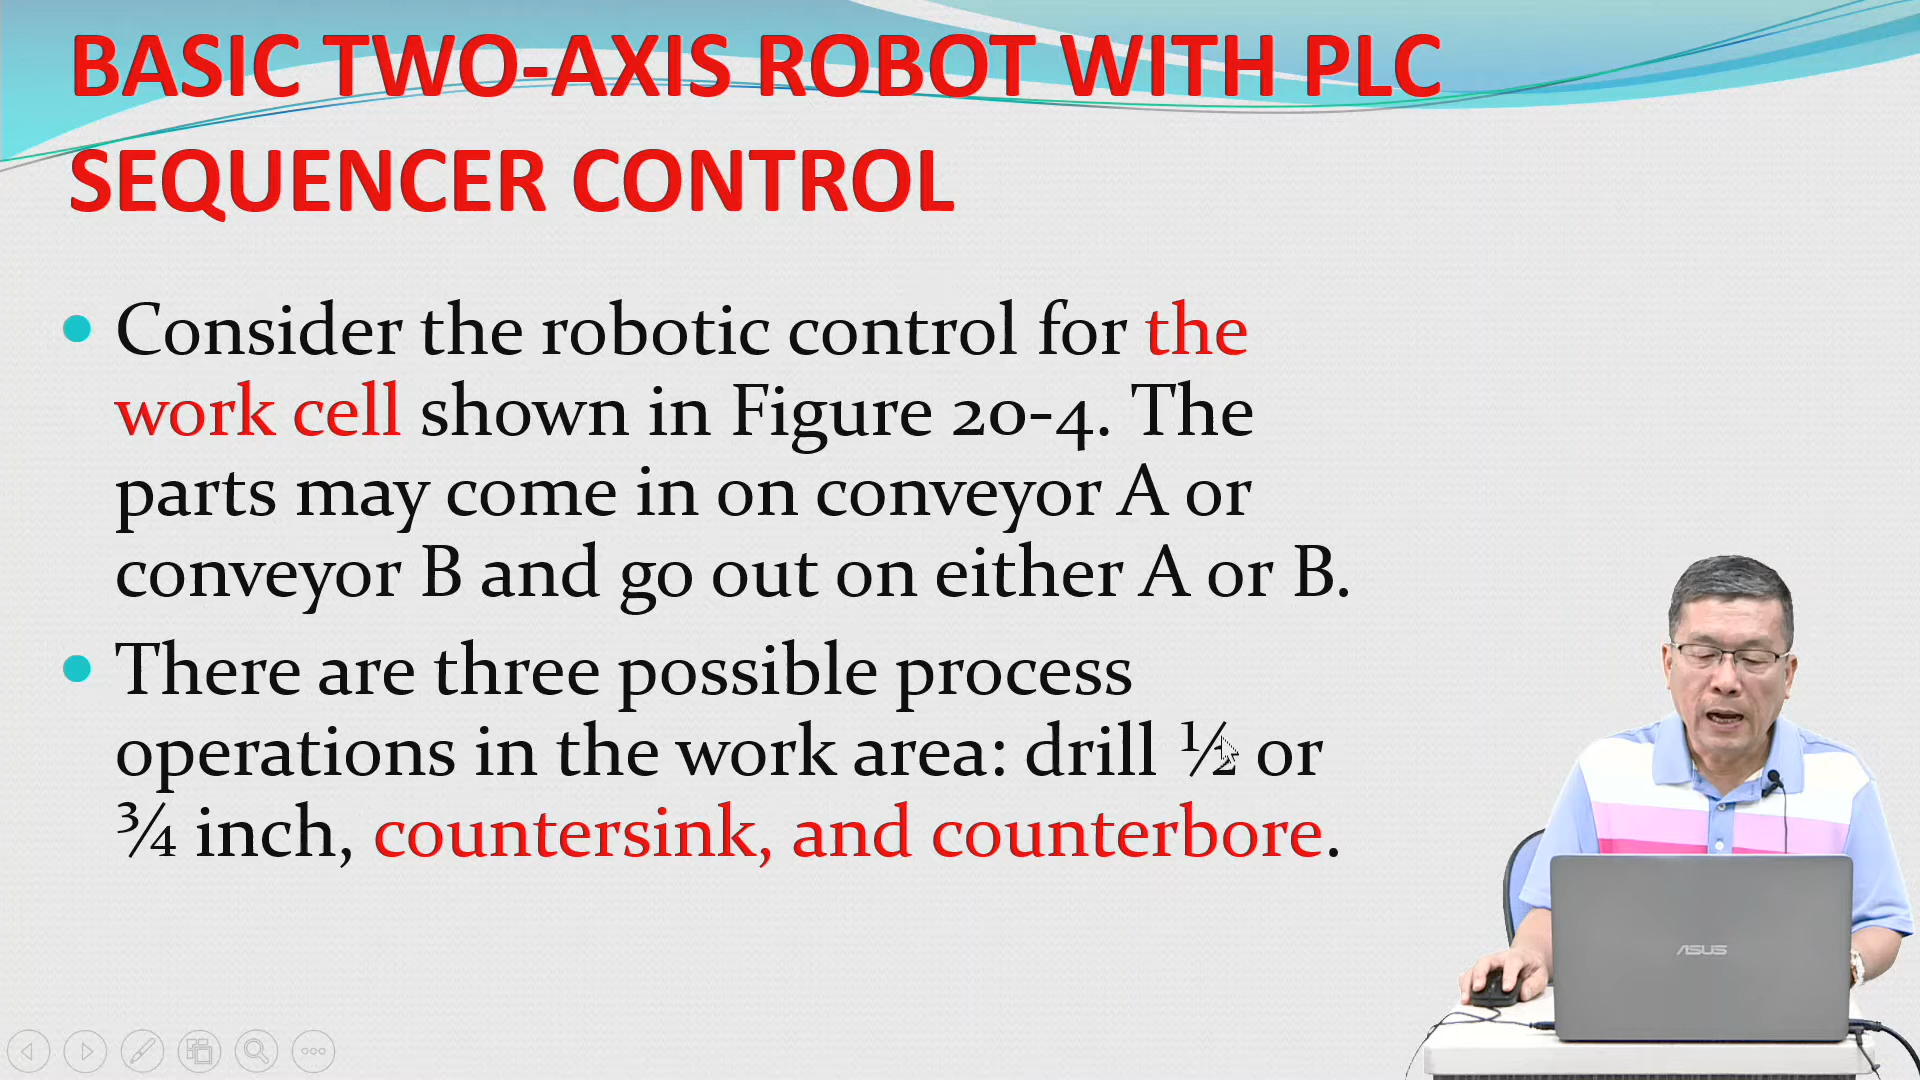 BASIC TWO-AXIS ROBOT WITH PLC
SEQUENCER CONTROL
• Consider the robotic control for the
work cell shown in Figure 20-4. The
parts may come in on conveyor A or
conveyor B and go out on either A or B.
• There are three possible process
operations in the work area: drill ½ or
¾ inch, countersink, and counterbore.
ASUS